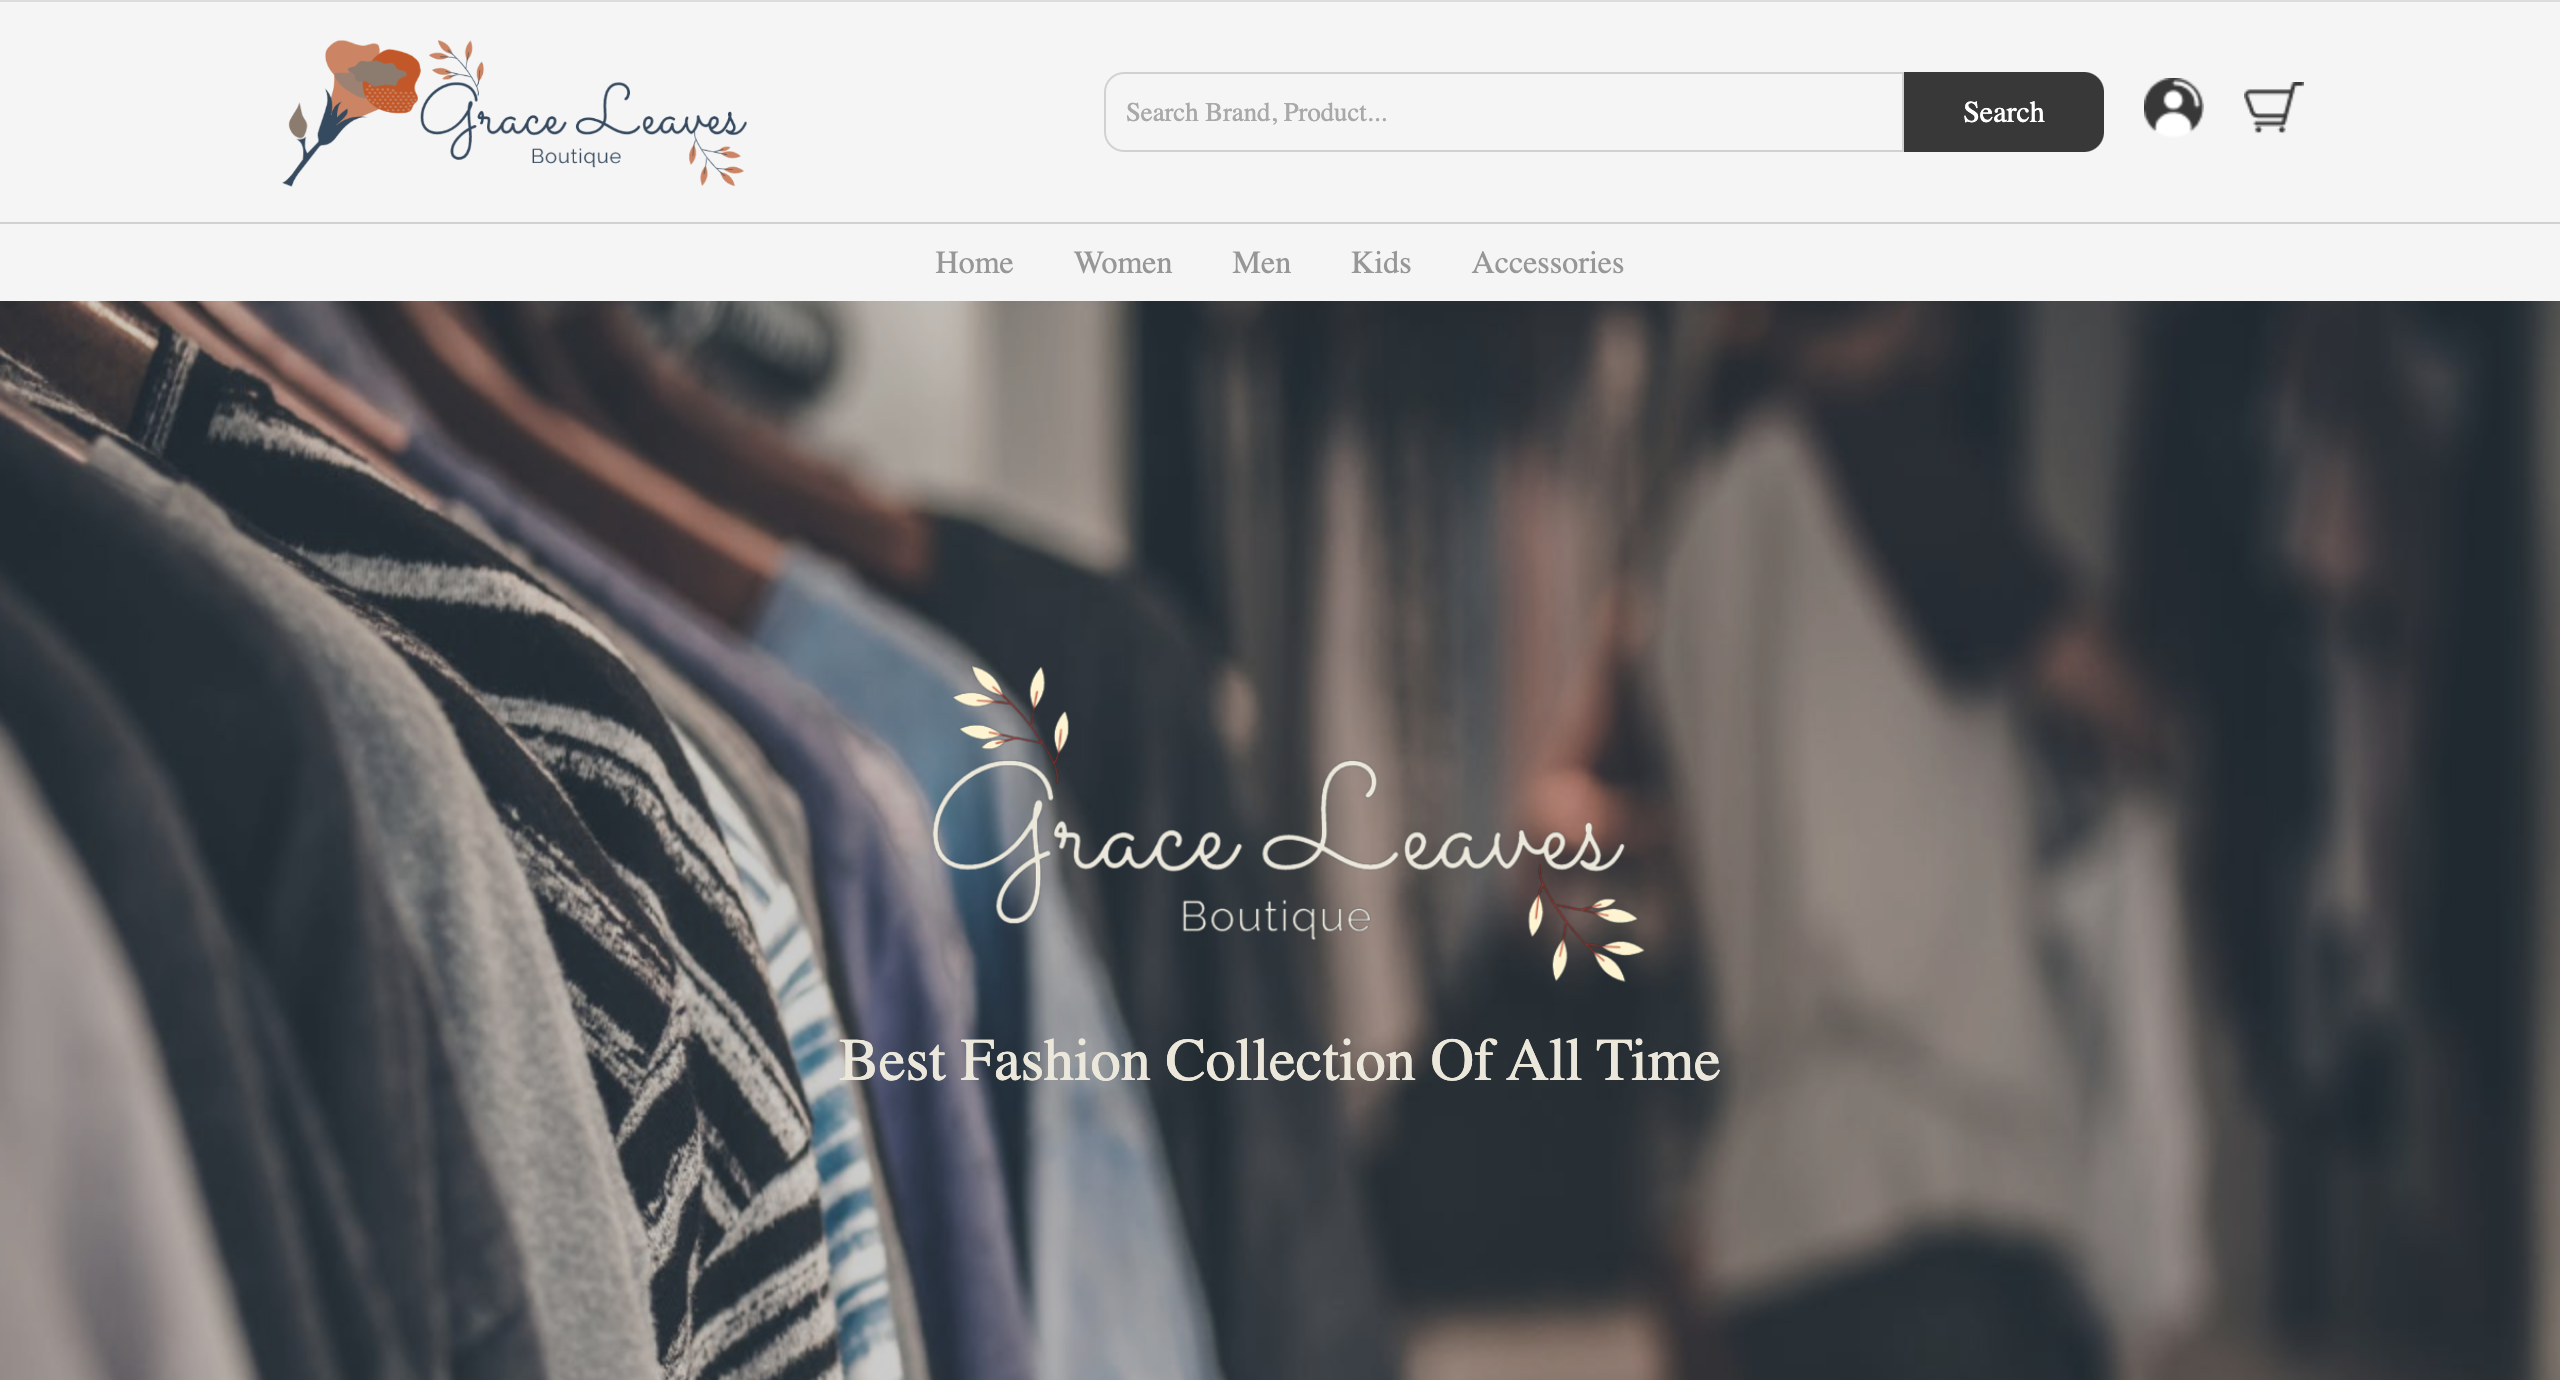 Grace Leaves
Boutique
Search Brand, Product...
Search
Home
Women
Men
Kids
Accessories
Grace Leaves
Boutique
Best Fashion Collection Of All Time